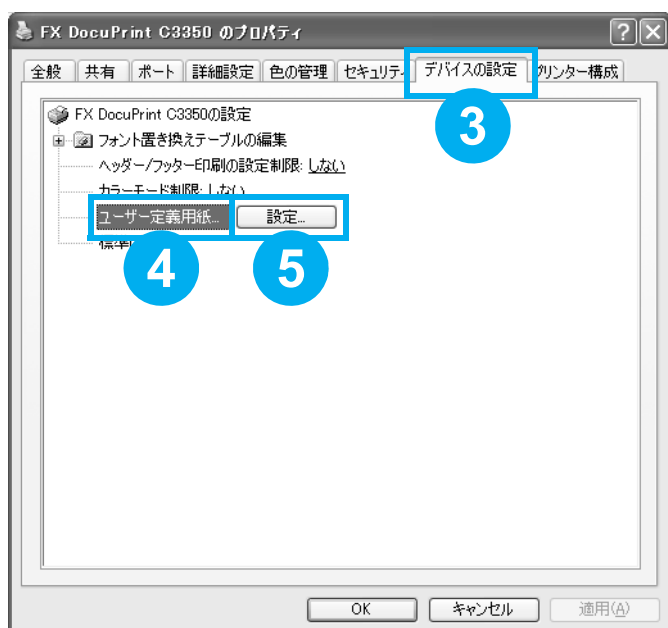 FX DocuPrint C3350 のプロパティ
全般 共有 ポート 詳細設定 色の管理 セキュリティ デバイスの設定 プリンター構成
3
FX DocuPrint C3350の設定
フォント置き換えテーブルの編集
ヘッダー/フッター印刷の設定制限: しない
カラーモード制限: しない
ユーザー定義用紙... 設定...
標準
4 5
OK キャンセル 適用(A)